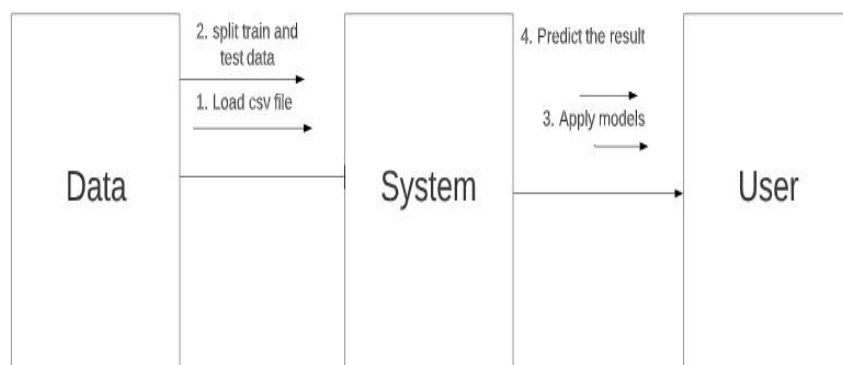 2. split train and
test data
1. Load csv file
4. Predict the result
3. Apply models
Data
System
User